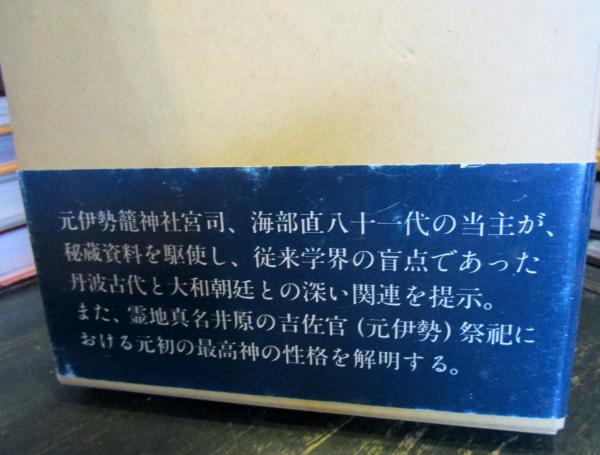 元伊勢籠神社宮司、海部直八十一代の当主が、
秘蔵資料を駆使し、従来学界の盲点であった
丹波古代と大和朝廷との深い関連を提示。
また、霊地真名井原の吉佐宮（元伊勢）祭祀に
おける元初の最高神の性格を解明する。